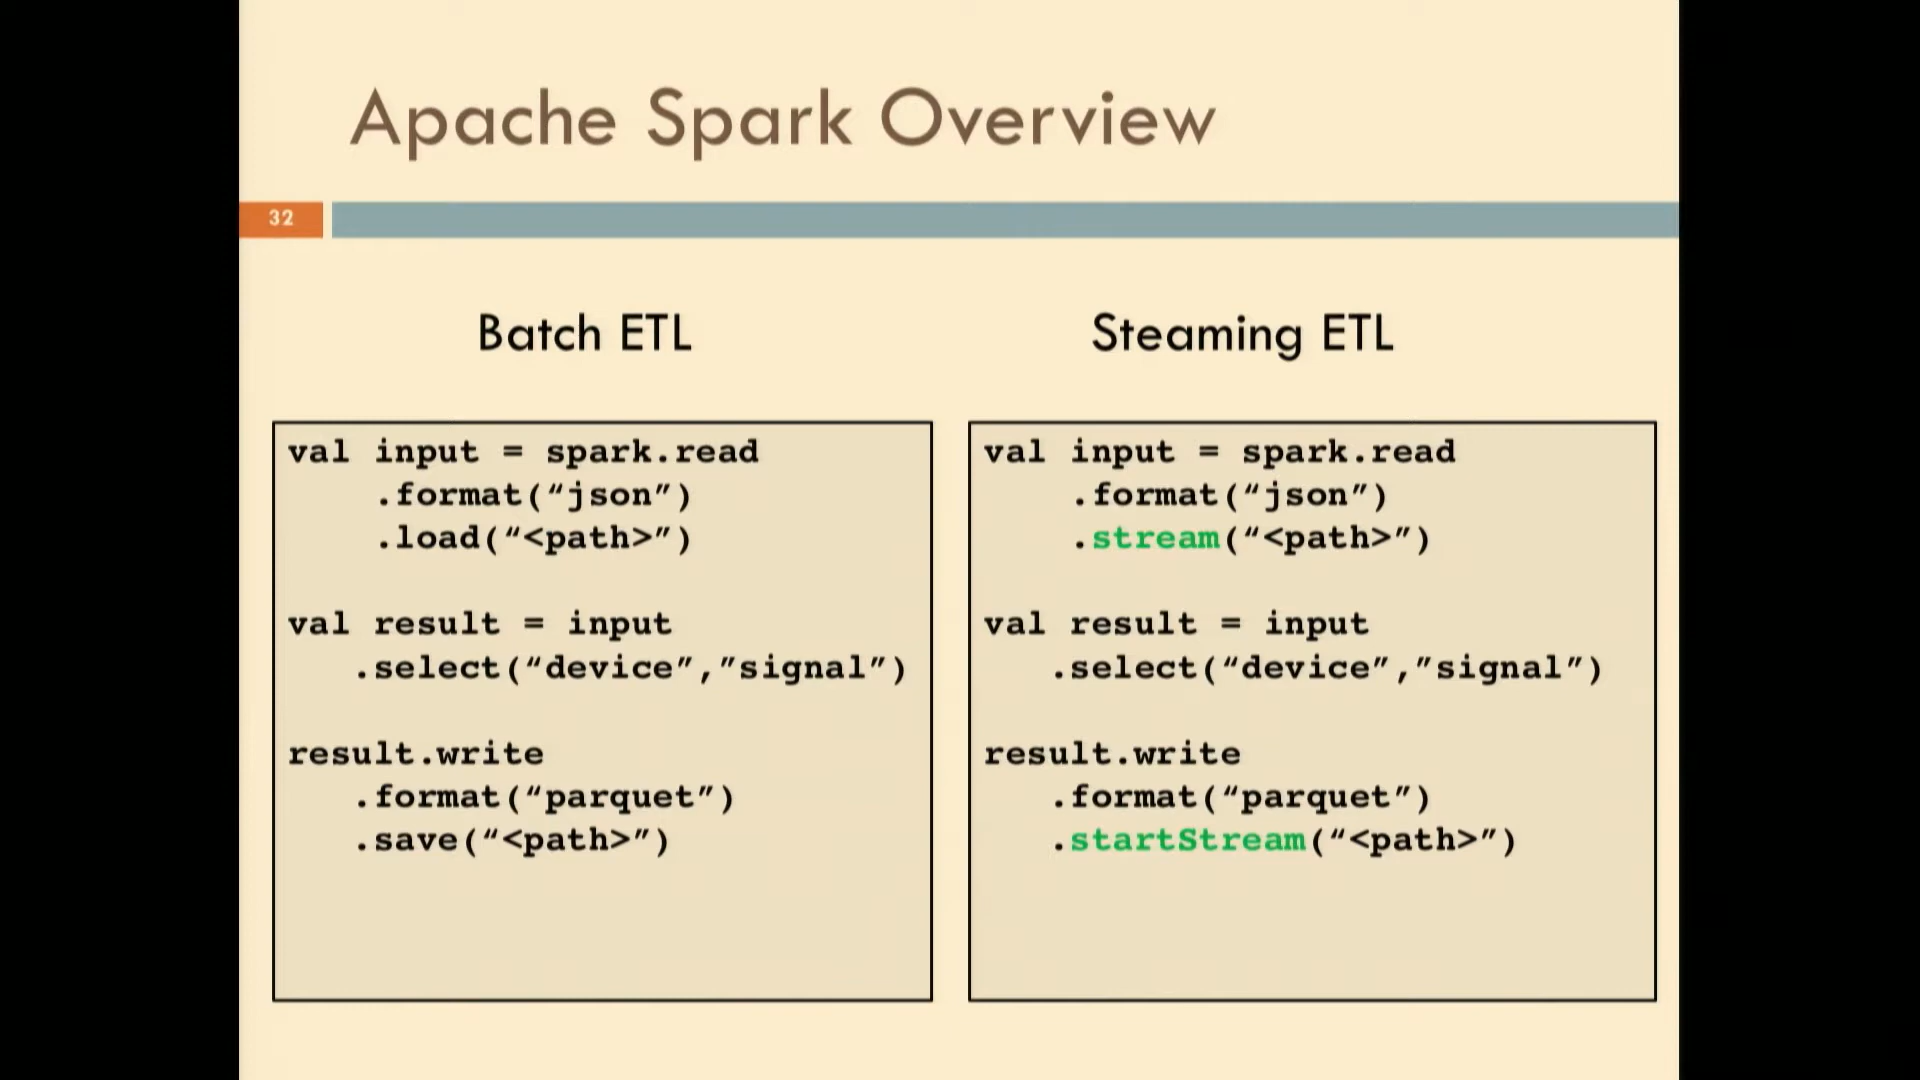 Apache Spark Overview
32
Batch ETL
val input = spark.read
.format(“json”)
.load(“<path>”)
val result = input
.select(“device”,”signal”)
result.write
.format(“parquet”)
.save(“<path>”)
Steaming ETL
val input = spark.read
.format(“json”)
.stream(“<path>”)
val result = input
.select(“device”,”signal”)
result.write
.format(“parquet”)
.startStream(“<path>”)